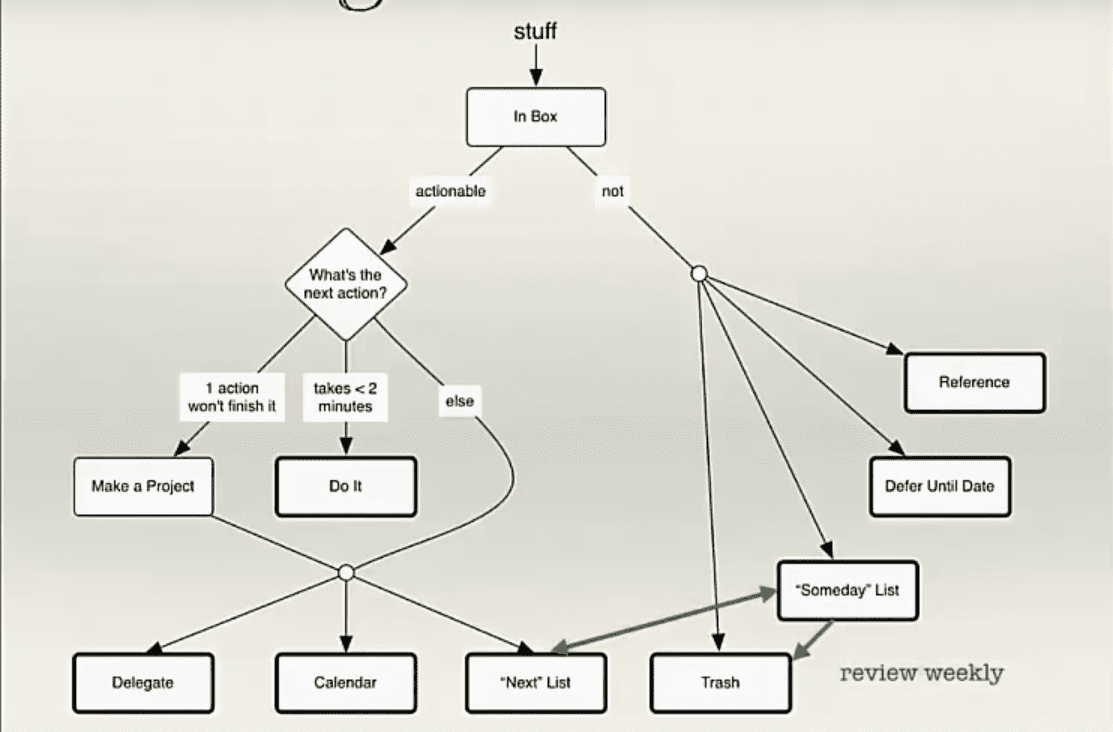 stuff
In Box
actionable
not
What's the
next action?
1 action
won't finish it
takes < 2
minutes
else
Reference
Make a Project
Do It
Defer Until Date
"Someday" List
Delegate
Calendar
"Next" List
Trash
review weekly